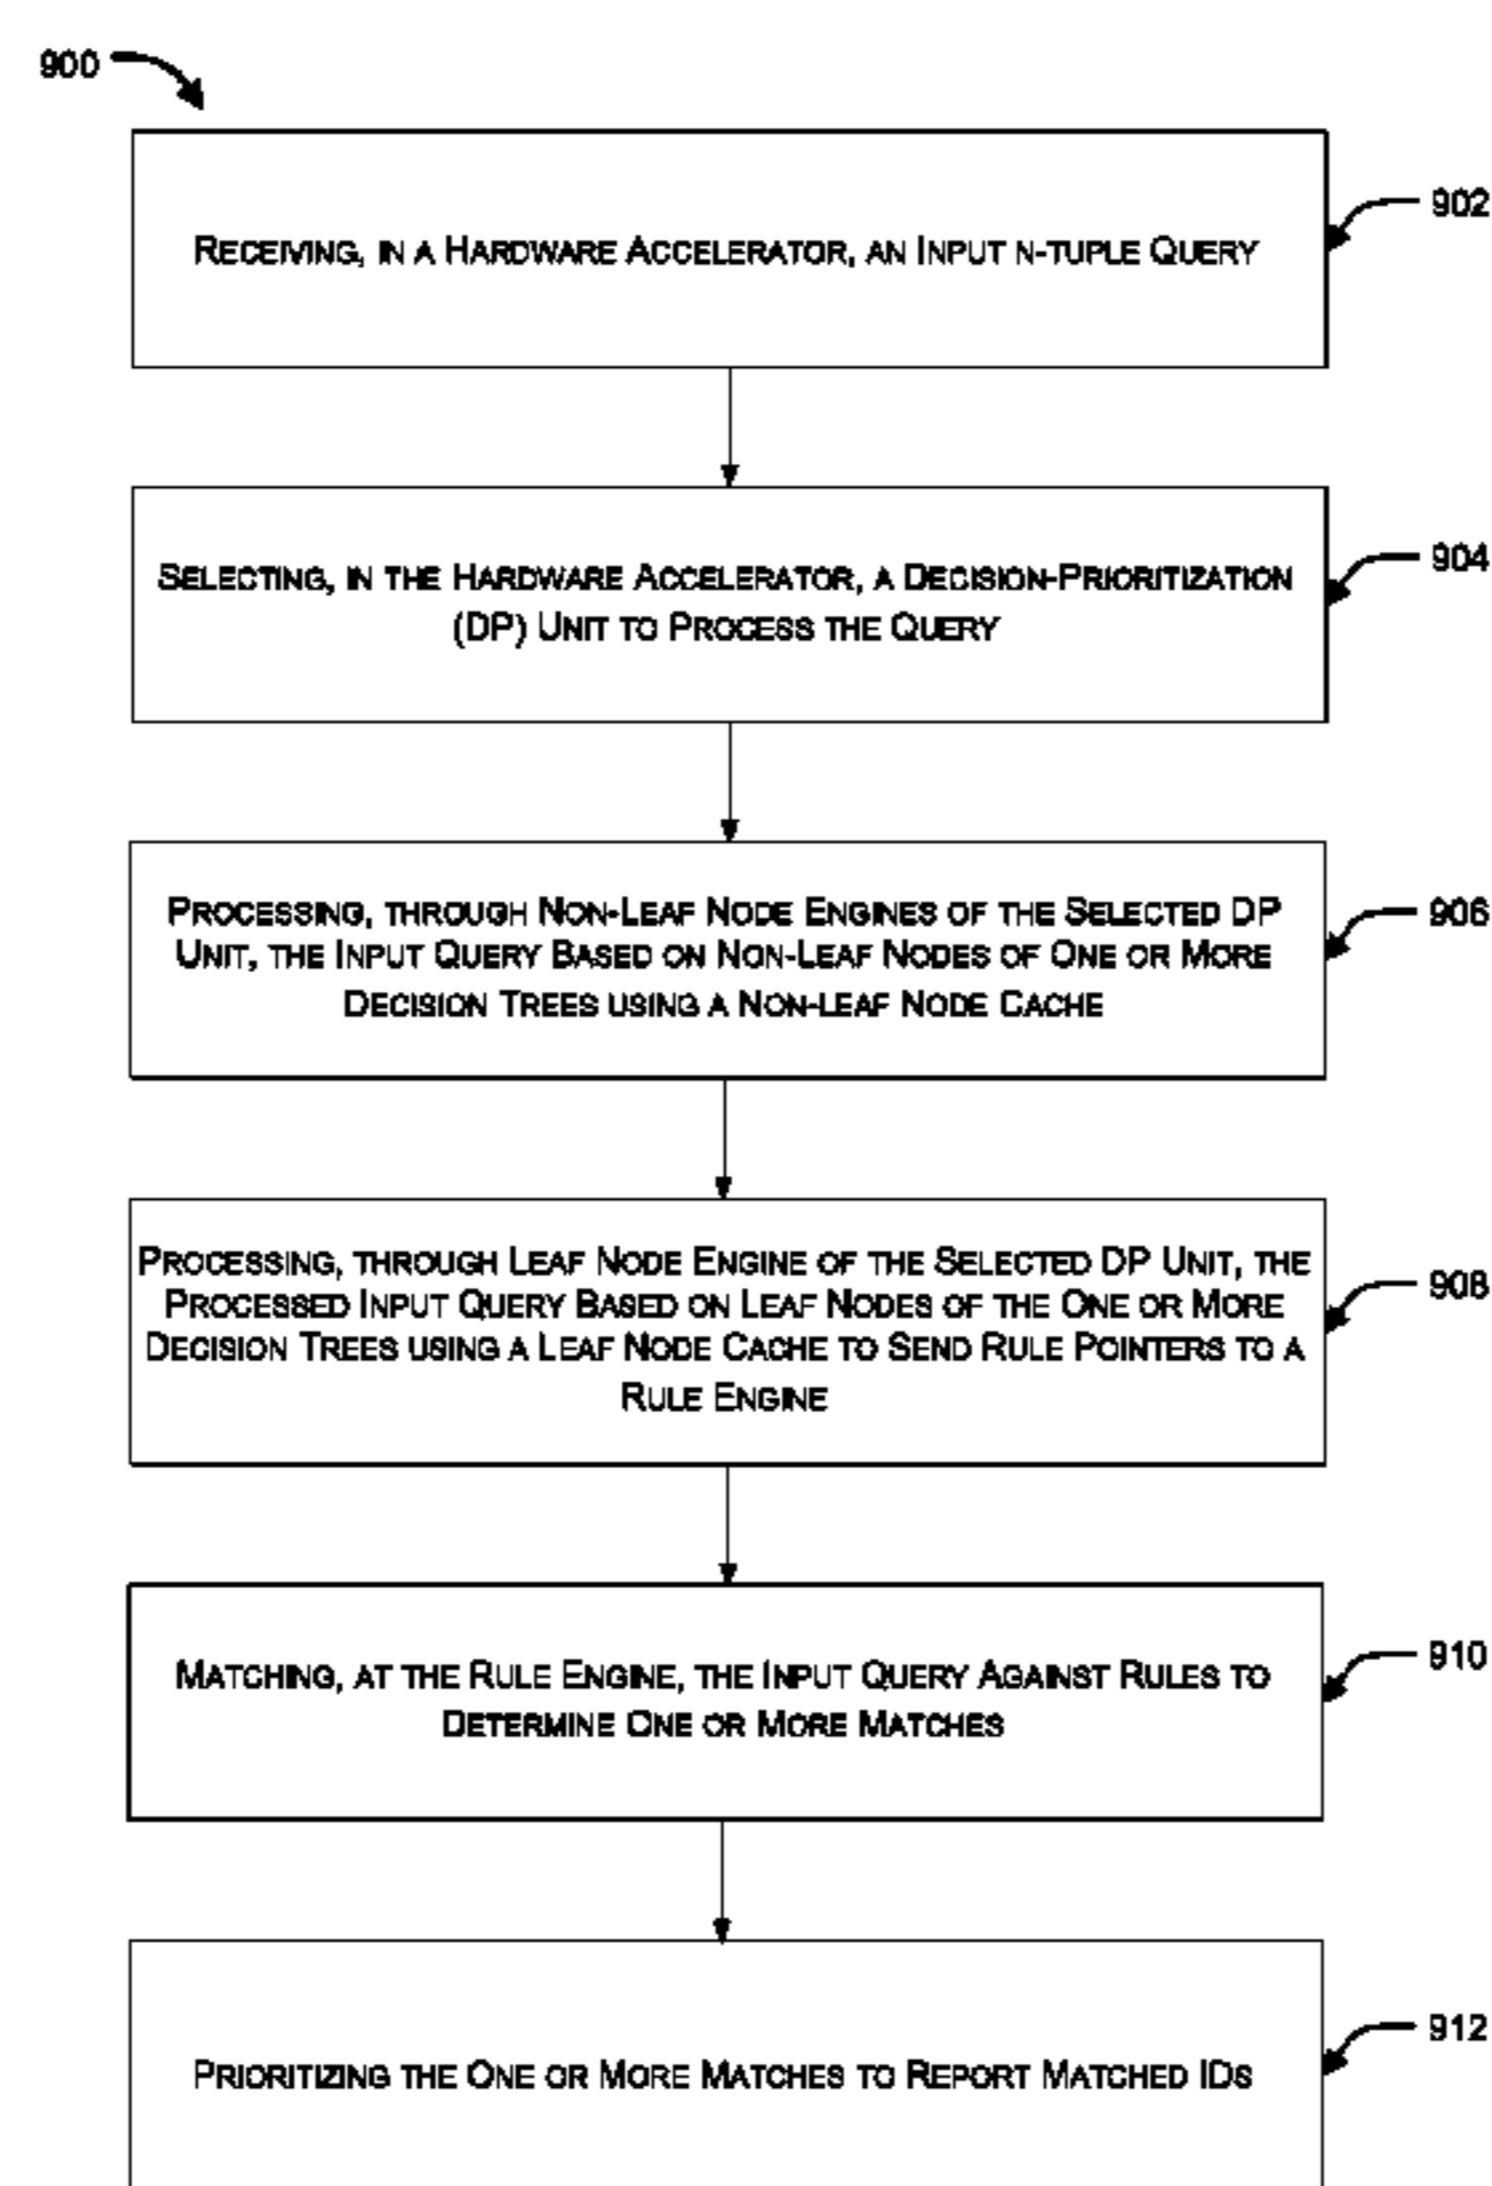 900
RECEIVING, IN A HARDWARE ACCELERATOR, AN INPUT N-TUPLE QUERY
902
SELECTING, IN THE HARDWARE ACCELERATOR, A DECISION-PRIORITIZATION
(DP) UNIT TO PROCESS THE QUERY
904
PROCESSING, THROUGH NON-LEAF NODE ENGINES OF THE SELECTED DP
UNIT, THE INPUT QUERY BASED ON NON-LEAF NODES OF ONE OR MORE
DECISION TREES USING A NON-LEAF NODE CACHE
906
PROCESSING, THROUGH LEAF NODE ENGINE OF THE SELECTED DP UNIT, THE
PROCESSED INPUT QUERY BASED ON LEAF NODES OF THE ONE OR MORE
DECISION TREES USING A LEAF NODE CACHE TO SEND RULE POINTERS TO A
RULE ENGINE
908
MATCHING, AT THE RULE ENGINE, THE INPUT QUERY AGAINST RULES TO
DETERMINE ONE OR MORE MATCHES
910
PRIORITIZING THE ONE OR MORE MATCHES TO REPORT MATCHED IDS
912